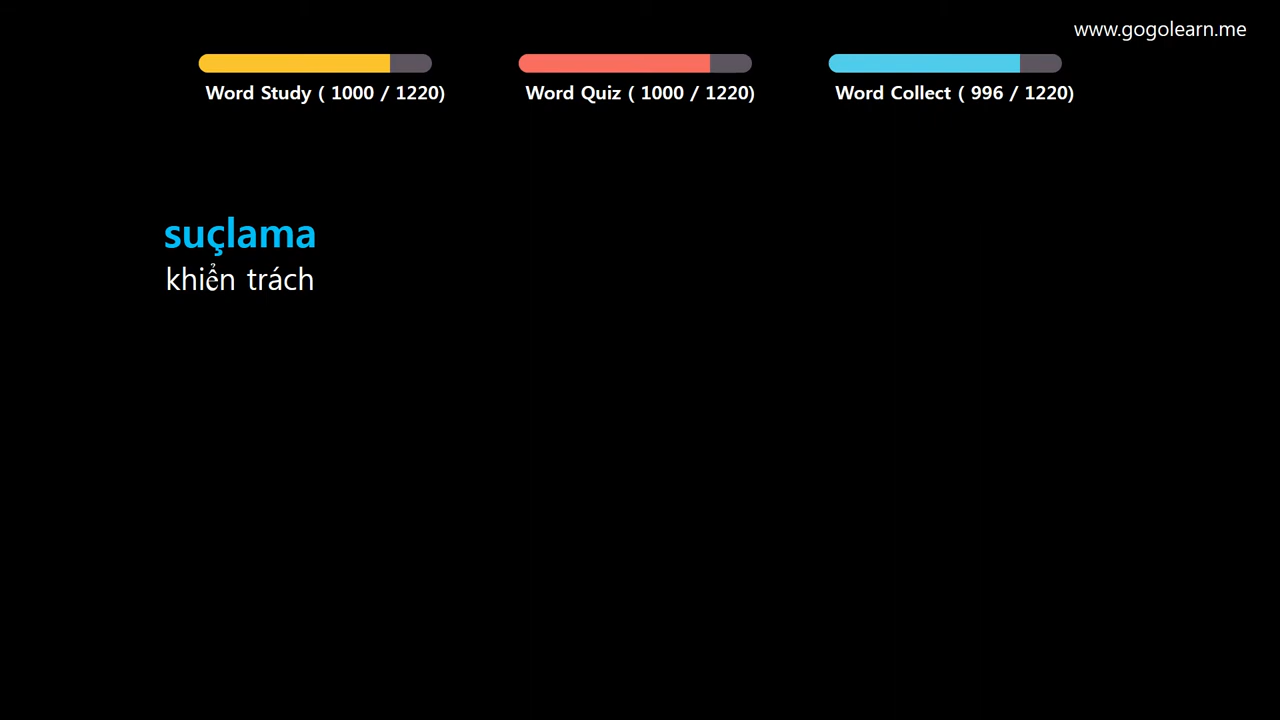 www.gogolearn.me
Word Study ( 1000 / 1220)
Word Quiz ( 1000 / 1220)
Word Collect ( 996 / 1220)
suçlama
khiển trách